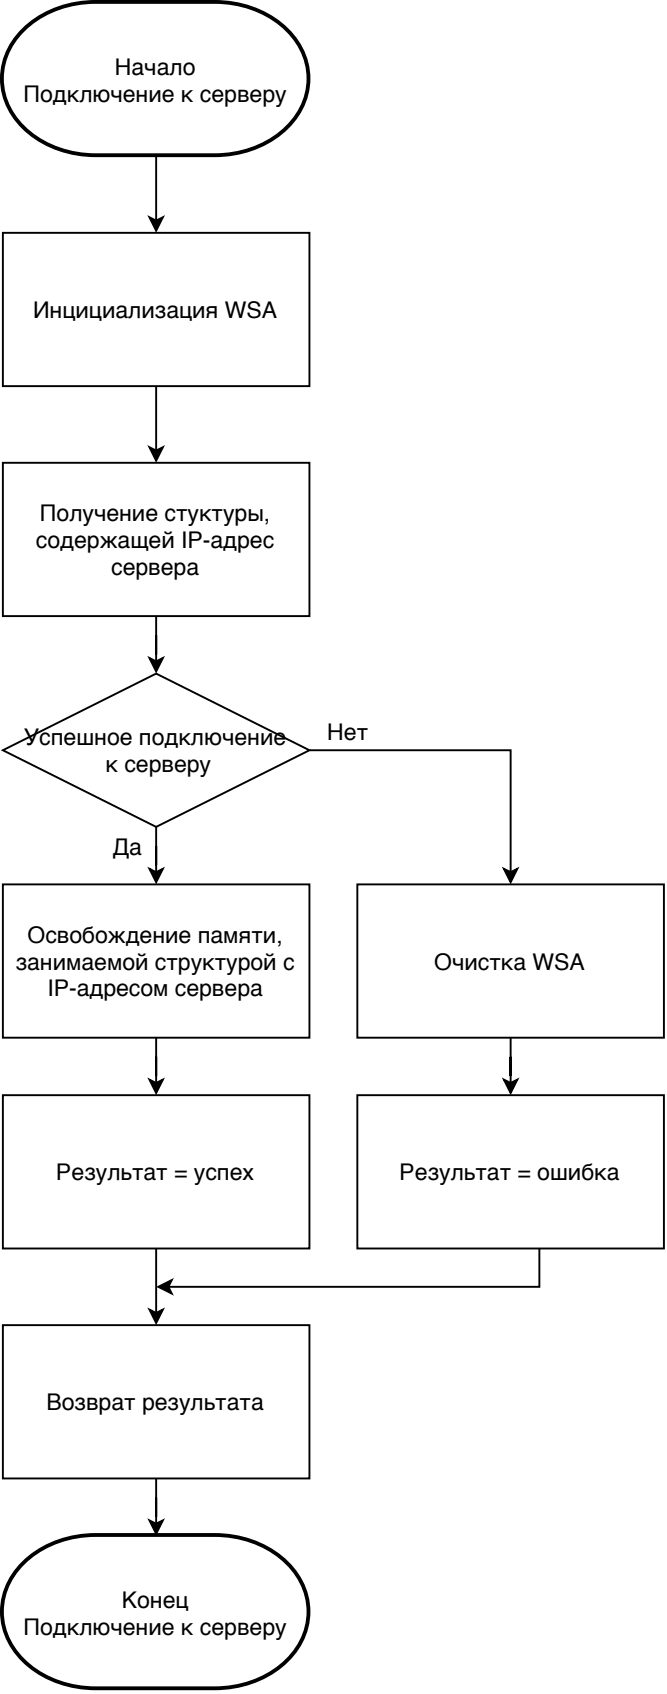 Начало
Подключение к серверу
Инцициализация WSA
Получение стуктуры,
содержащей IP-адрес
сервера
Успешное подключение
к серверу
Нет
Да
Освобождение памяти,
занимаемой структурой с
IP-адресом сервера
Очистка WSA
Результат = успех
Результат = ошибка
Возврат результата
Конец
Подключение к серверу